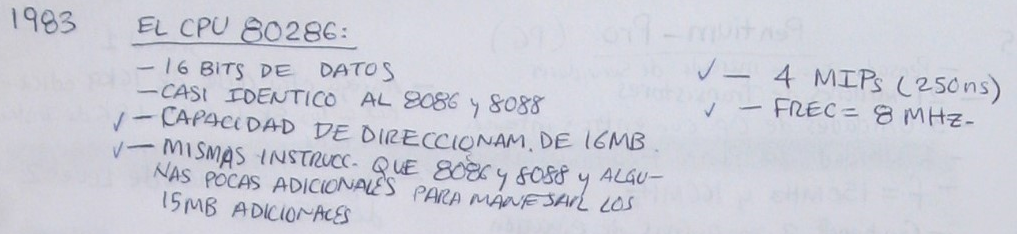 1983
EL CPU 80286:
- 16 BITS DE DATOS
- CASI IDENTICO AL 8086 y 8088
✓ - CAPACIDAD DE DIRECCIONAM. DE 16MB.
✓ - MISMAS INSTRUCC. QUE 8086 y 8088 y ALGU-
NAS POCAS ADICIONALES PARA MANESAR LOS
15MB ADICIONALES
✓ - 4 MIPs (250ns)
✓ - FREC = 8 MHz-